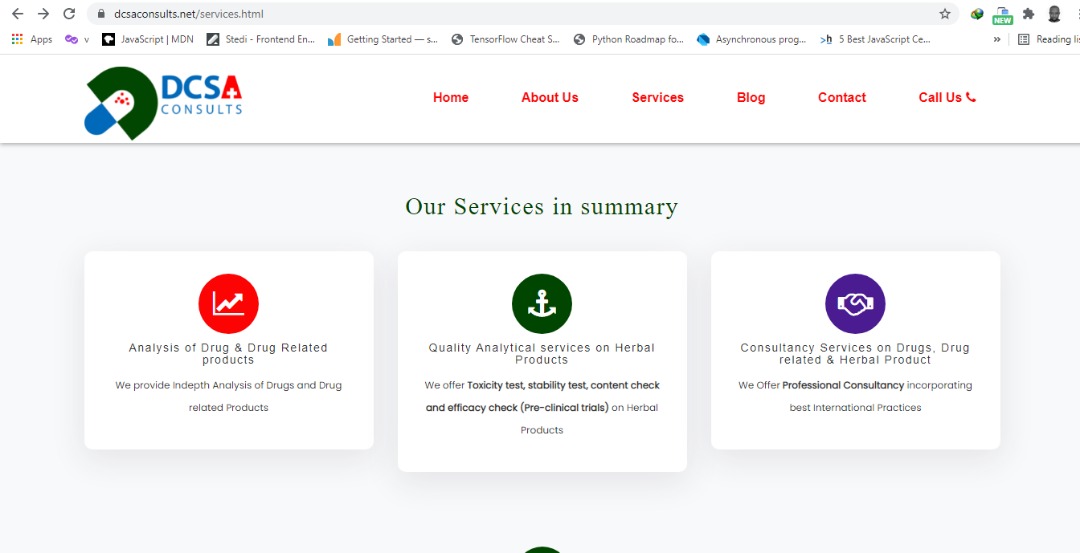 dcsaconsults.net/services.html
NEW
Apps
v
JavaScript | MDN
Stedi - Frontend En...
Getting Started — s...
TensorFlow Cheat S...
Python Roadmap fo...
Asynchronous prog...
>h
5 Best JavaScript Ce...
»
Reading lis
DCSA
CONSULTS
Home
About Us
Services
Blog
Contact
Call Us
Our Services in summary
Analysis of Drug & Drug Related
products
We provide Indepth Analysis of Drugs and Drug
related Products
Quality Analytical services on Herbal
Products
We offer Toxicity test, stability test, content check
and efficacy check (Pre-clinical trials) on Herbal
Products
Consultancy Services on Drugs, Drug
related & Herbal Product
We Offer Professional Consultancy incorporating
best International Practices